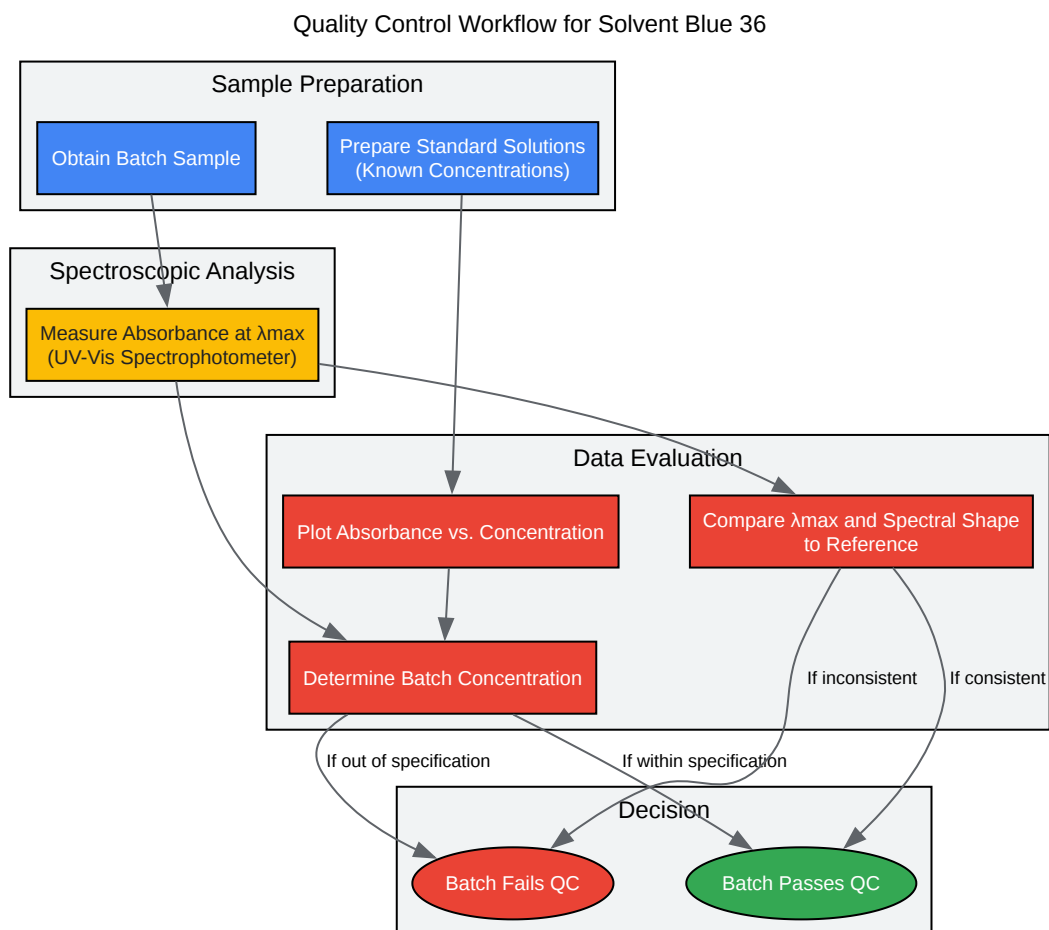 Quality Control Workflow for Solvent Blue 36
Sample Preparation
Obtain Batch Sample
Prepare Standard Solutions
(Known Concentrations)
Spectroscopic Analysis
Measure Absorbance at λmax
(UV-Vis Spectrophotometer)
Data Evaluation
Plot Absorbance vs. Concentration
Compare λmax and Spectral Shape
to Reference
Determine Batch Concentration
If inconsistent
If consistent
If out of specification
If within specification
Decision
Batch Fails QC
Batch Passes QC